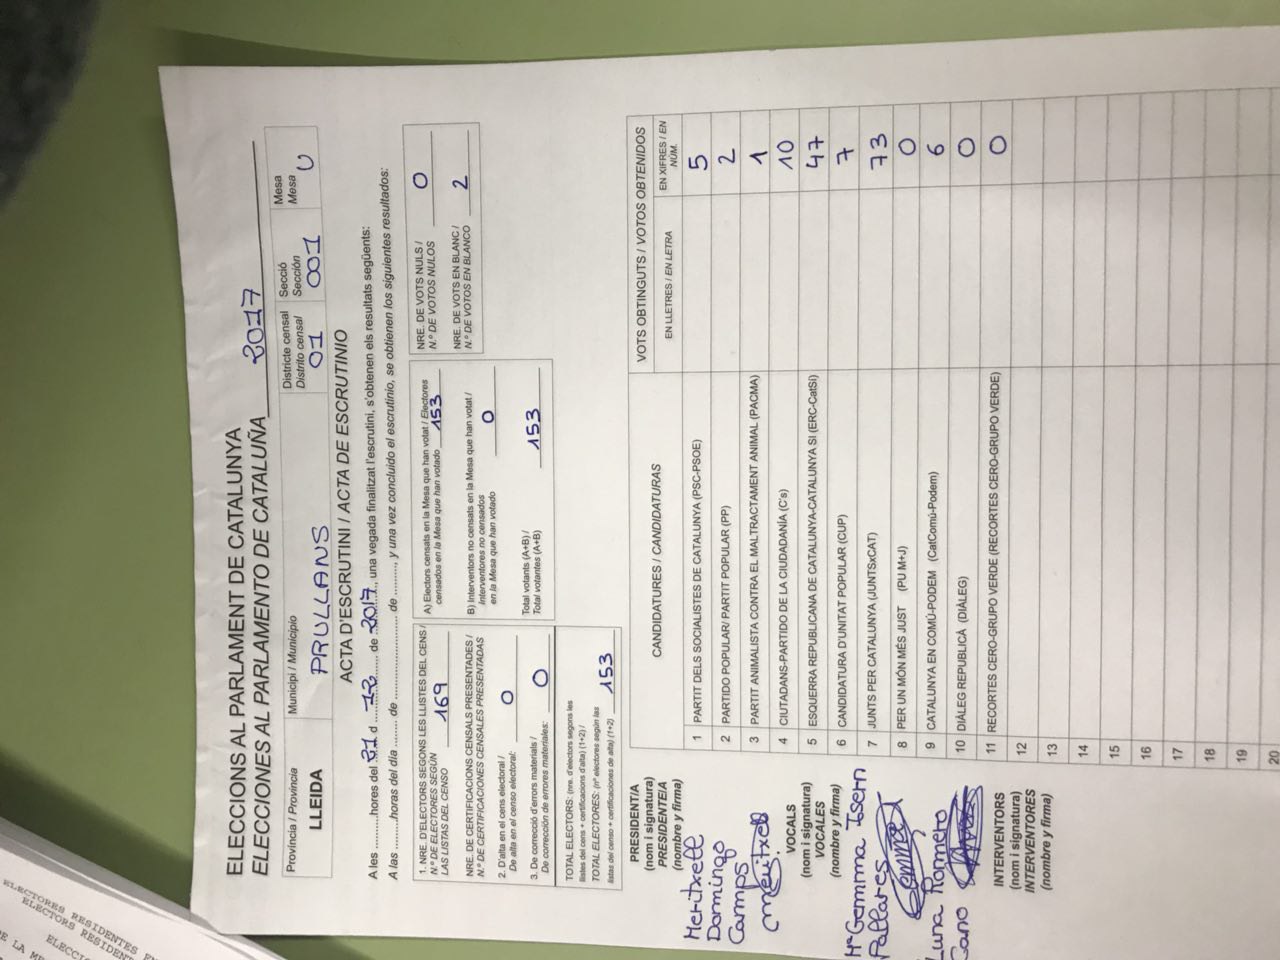 ELECCIONS AL PARLAMENT DE CATALUNYA
ELECCIONES AL PARLAMENTO DE CATALUÑA 2017
Província / Provincia
LLEIDA
Municipi / Municipio
PRULLANS
Districte censal
Distrito censal
01
Secció
Sección
001
Mesa
Mesa
U
ACTA D'ESCRUTINI / ACTA DE ESCRUTINIO
A les ........hores del 21 d ...12... de 2017, una vegada finalitzat l'escrutini, s'obtenen els resultats següents:
A las ........horas del día ........ de ........................ de ........, y una vez concluido el escrutinio, se obtienen los siguientes resultados:
1. NRE. D'ELECTORS SEGONS LES LLISTES DEL CENS /
N.º DE ELECTORES SEGÚN
LAS LISTAS DEL CENSO 169
NRE. DE CERTIFICACIONS CENSALS PRESENTADES /
N.º DE CERTIFICACIONES CENSALES PRESENTADAS
2. D'alta en el cens electoral /
De alta en el censo electoral: 0
3. De correcció d'errors materials /
De corrección de errores materiales: 0
TOTAL ELECTORS: (nre. d'electors segons les
llistes del cens + certificacions d'alta) (1+2) /
TOTAL ELECTORES: (nº electores según las
listas del censo + certificaciones de alta) (1+2) 153
A) Electors censats en la Mesa que han votat / Electores
censados en la Mesa que han votado 153
B) Interventors no censats en la Mesa que han votat /
Interventores no censados
en la Mesa que han votado 0
Total votants (A+B) /
Total votantes (A+B) 153
NRE. DE VOTS NULS /
N.º DE VOTOS NULOS 0
NRE. DE VOTS EN BLANC /
N.º DE VOTOS EN BLANCO 2
PRESIDENT/A
(nom i signatura)
PRESIDENTE/A
(nombre y firma)
Meritxell
Domingo
Camps
Meritxell
VOCALS
(nom i signatura)
VOCALES
(nombre y firma)
Mª Gemma Isern
Pallares
Gemma
Luna Romero
Cano
INTERVENTORS
(nom i signatura)
INTERVENTORES
(nombre y firma)
CANDIDATURES / CANDIDATURAS
VOTS OBTINGUTS / VOTOS OBTENIDOS
EN LLETRES / EN LETRA
EN XIFRES / EN
NÚM.
1 PARTIT DELS SOCIALISTES DE CATALUNYA (PSC-PSOE) 5
2 PARTIDO POPULAR/ PARTIT POPULAR (PP) 2
3 PARTIT ANIMALISTA CONTRA EL MALTRACTAMENT ANIMAL (PACMA) 1
4 CIUTADANS-PARTIDO DE LA CIUDADANÍA (C's) 10
5 ESQUERRA REPUBLICANA DE CATALUNYA-CATALUNYA SI (ERC-CatSí) 47
6 CANDIDATURA D'UNITAT POPULAR (CUP) 7
7 JUNTS PER CATALUNYA (JUNTSxCAT) 73
8 PER UN MÓN MÉS JUST (PU M+J) 0
9 CATALUNYA EN COMÚ-PODEM (CatComú-Podem) 6
10 DIÀLEG REPUBLICÀ (DIÀLEG) 0
11 RECORTES CERO-GRUPO VERDE (RECORTES CERO-GRUPO VERDE) 0
12
13
14
15
16
17
18
19
20
ELECTORES RESIDENTES
ELECTORS RESIDENT
ELECC
DE LA